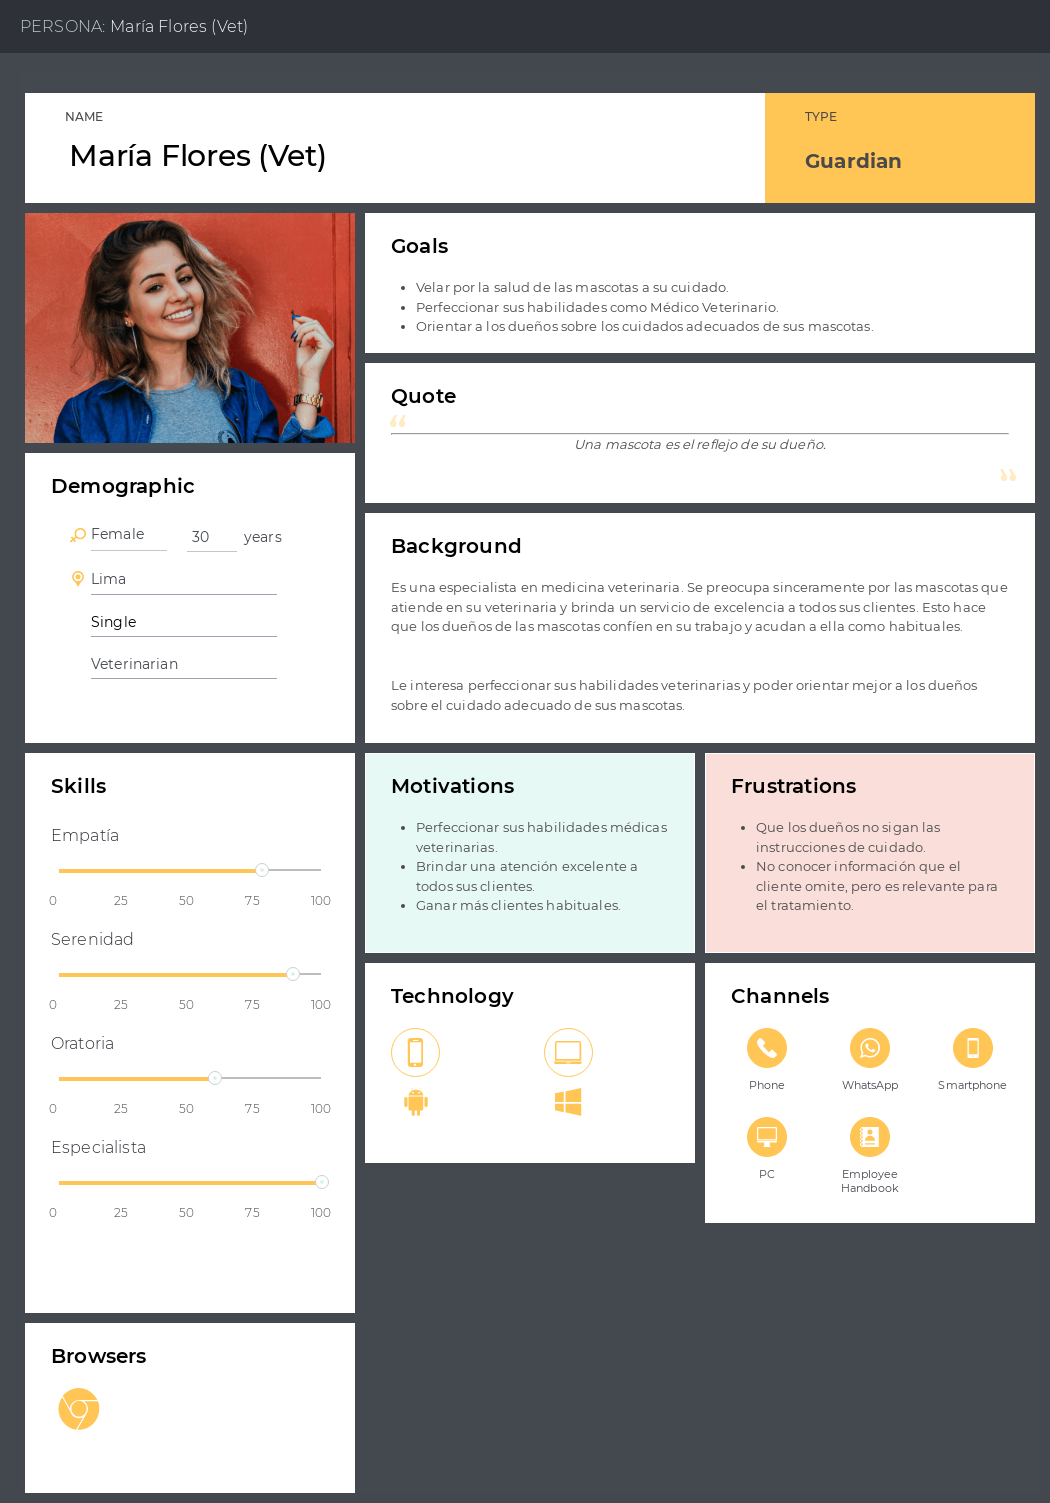 PERSONA: María Flores (Vet)
NAME
María Flores (Vet)
TYPE
Guardian
Goals
• Velar por la salud de las mascotas a su cuidado.
• Perfeccionar sus habilidades como Médico Veterinario.
• Orientar a los dueños sobre los cuidados adecuados de sus mascotas.
Quote
“
Una mascota es el reflejo de su dueño.
”
Demographic
Female 30 years
Lima
Single
Veterinarian
Background
Es una especialista en medicina veterinaria. Se preocupa sinceramente por las mascotas que
atiende en su veterinaria y brinda un servicio de excelencia a todos sus clientes. Esto hace
que los dueños de las mascotas confíen en su trabajo y acudan a ella como habituales.
Le interesa perfeccionar sus habilidades veterinarias y poder orientar mejor a los dueños
sobre el cuidado adecuado de sus mascotas.
Skills
Empatía
0 25 50 75 100
Serenidad
0 25 50 75 100
Oratoria
0 25 50 75 100
Especialista
0 25 50 75 100
Motivations
• Perfeccionar sus habilidades médicas
veterinarias.
• Brindar una atención excelente a
todos sus clientes.
• Ganar más clientes habituales.
Frustrations
• Que los dueños no sigan las
instrucciones de cuidado.
• No conocer información que el
cliente omite, pero es relevante para
el tratamiento.
Technology
Channels
Phone WhatsApp Smartphone
PC Employee
Handbook
Browsers